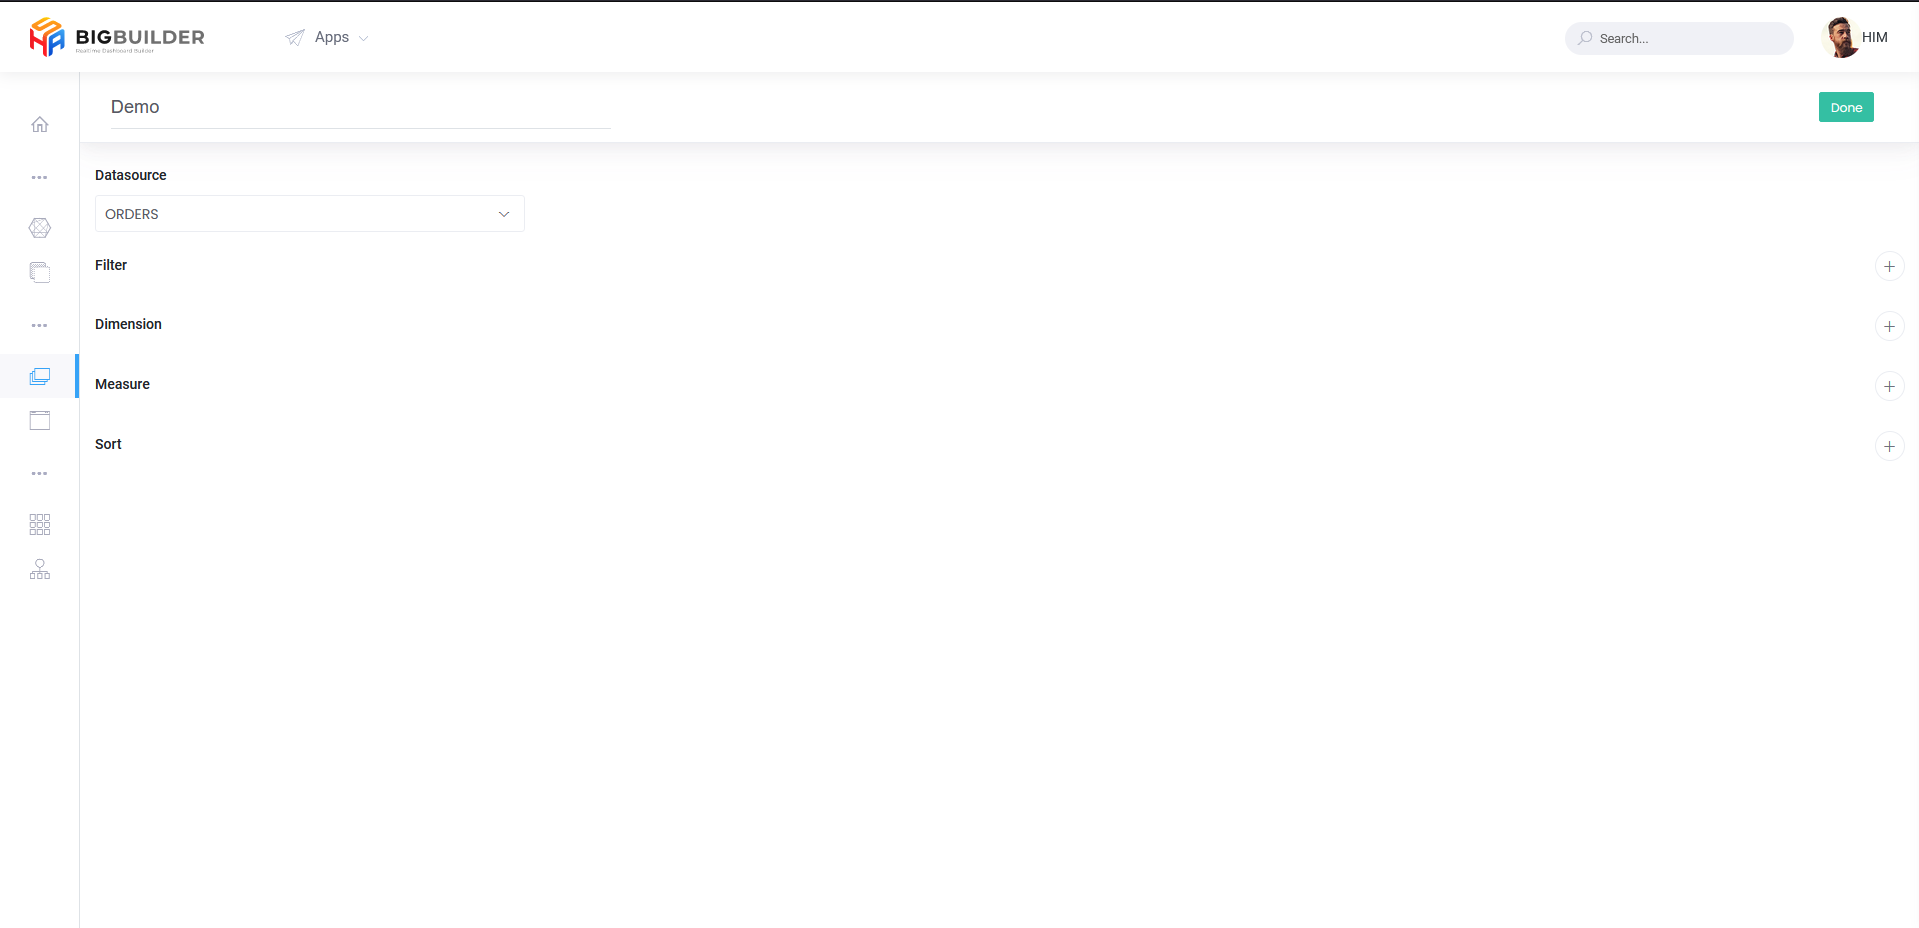 BIGBUILDER
Realtime Dashboard Builder
Apps
Search...
HIM
Demo
Done
Datasource
ORDERS
Filter
Dimension
Measure
Sort